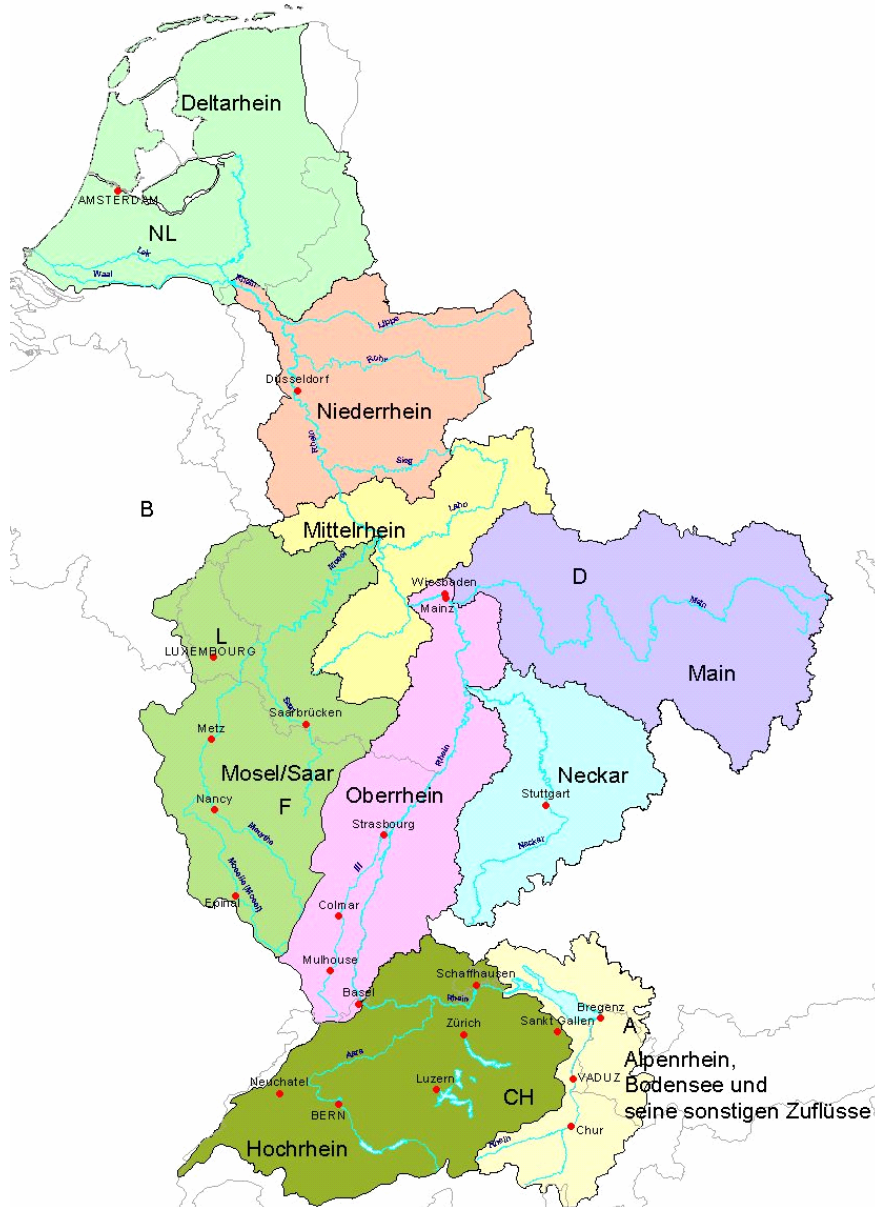 Deltarhein
AMSTERDAM
NL
Lek
Waal
Rhein
Lippe
Ruhr
Düsseldorf
Niederrhein
Rhein
Sieg
B
Mittelrhein
Lahn
Mosel
D
Wiesbaden
Mainz
Main
L
LUXEMBOURG
Main
Saar
Saarbrücken
Metz
Rhein
Mosel/Saar
Neckar
Oberrhein
Stuttgart
Nancy
F
Strasbourg
Meurthe
Neckar
Moselle (Mosel)
Ill
Epinal
Colmar
Mulhouse
Schaffhausen
Basel
Rhein
Bregenz
Zürich
Sankt Gallen
A
Aare
Alpenrhein,
Bodensee und
seine sonstigen Zuflüsse
VADUZ
Neuchatel
Luzern
CH
BERN
Chur
Hochrhein
Rhein